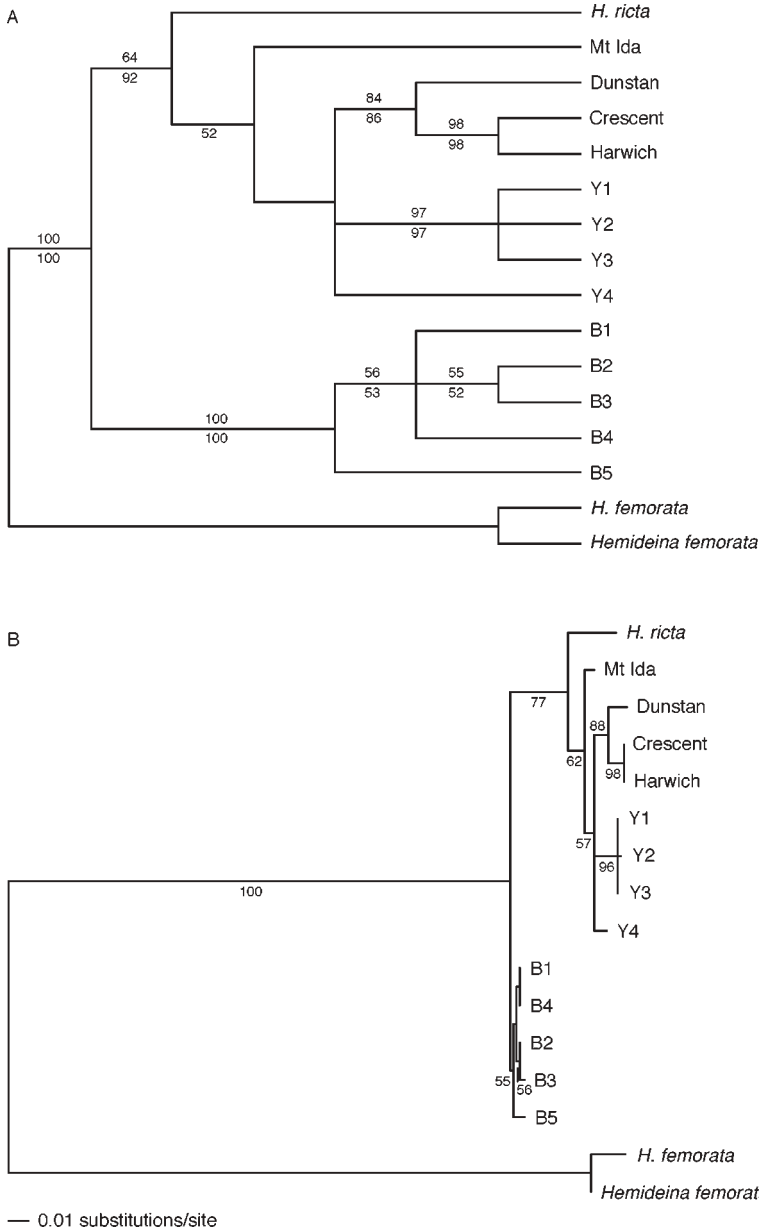 A
H. ricta
64
92
Mt Ida
52
Dunstan
84
86
Crescent
98
98
Harwich
Y1
97
97
Y2
Y3
100
100
Y4
B1
56
53
55
52
B2
B3
100
100
B4
B5
H. femorata
Hemideina femorata
B
H. ricta
77
Mt Ida
62
88
Dunstan
Crescent
98
Harwich
57
Y1
96
Y2
Y3
Y4
100
B1
B4
B2
55
56
B3
B5
H. femorata
Hemideina femorat
0.01 substitutions/site